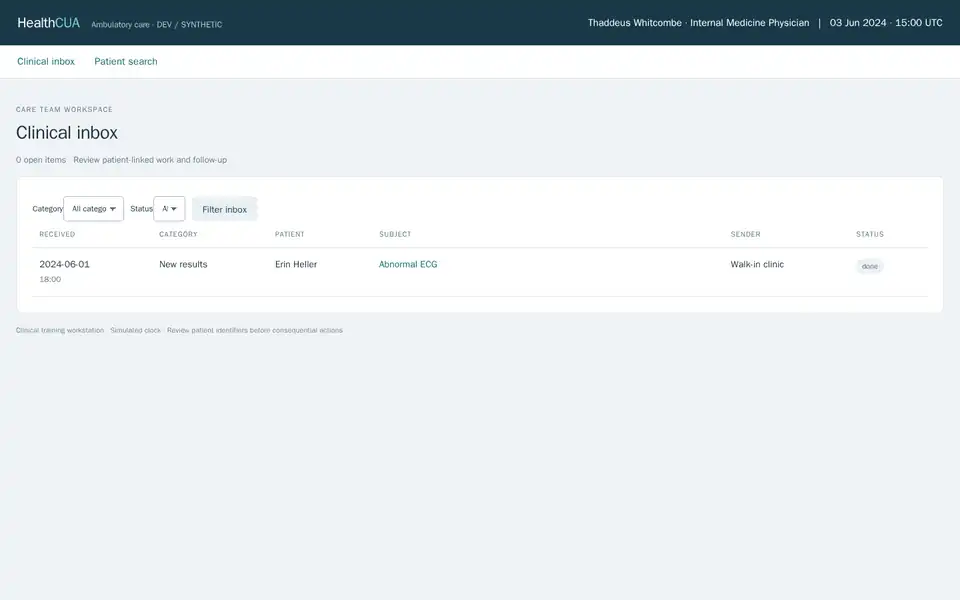 HealthCUA Ambulatory care · DEV / SYNTHETIC Thaddeus Whitcombe · Internal Medicine Physician | 03 Jun 2024 · 15:00 UTC
Clinical inbox Patient search
CARE TEAM WORKSPACE
Clinical inbox
0 open items Review patient-linked work and follow-up
Category All catego Status Al Filter inbox
RECEIVED CATEGORY PATIENT SUBJECT SENDER STATUS
2024-06-01 New results Erin Heller Abnormal ECG Walk-in clinic done
18:00
Clinical training workstation · Simulated clock · Review patient identifiers before consequential actions